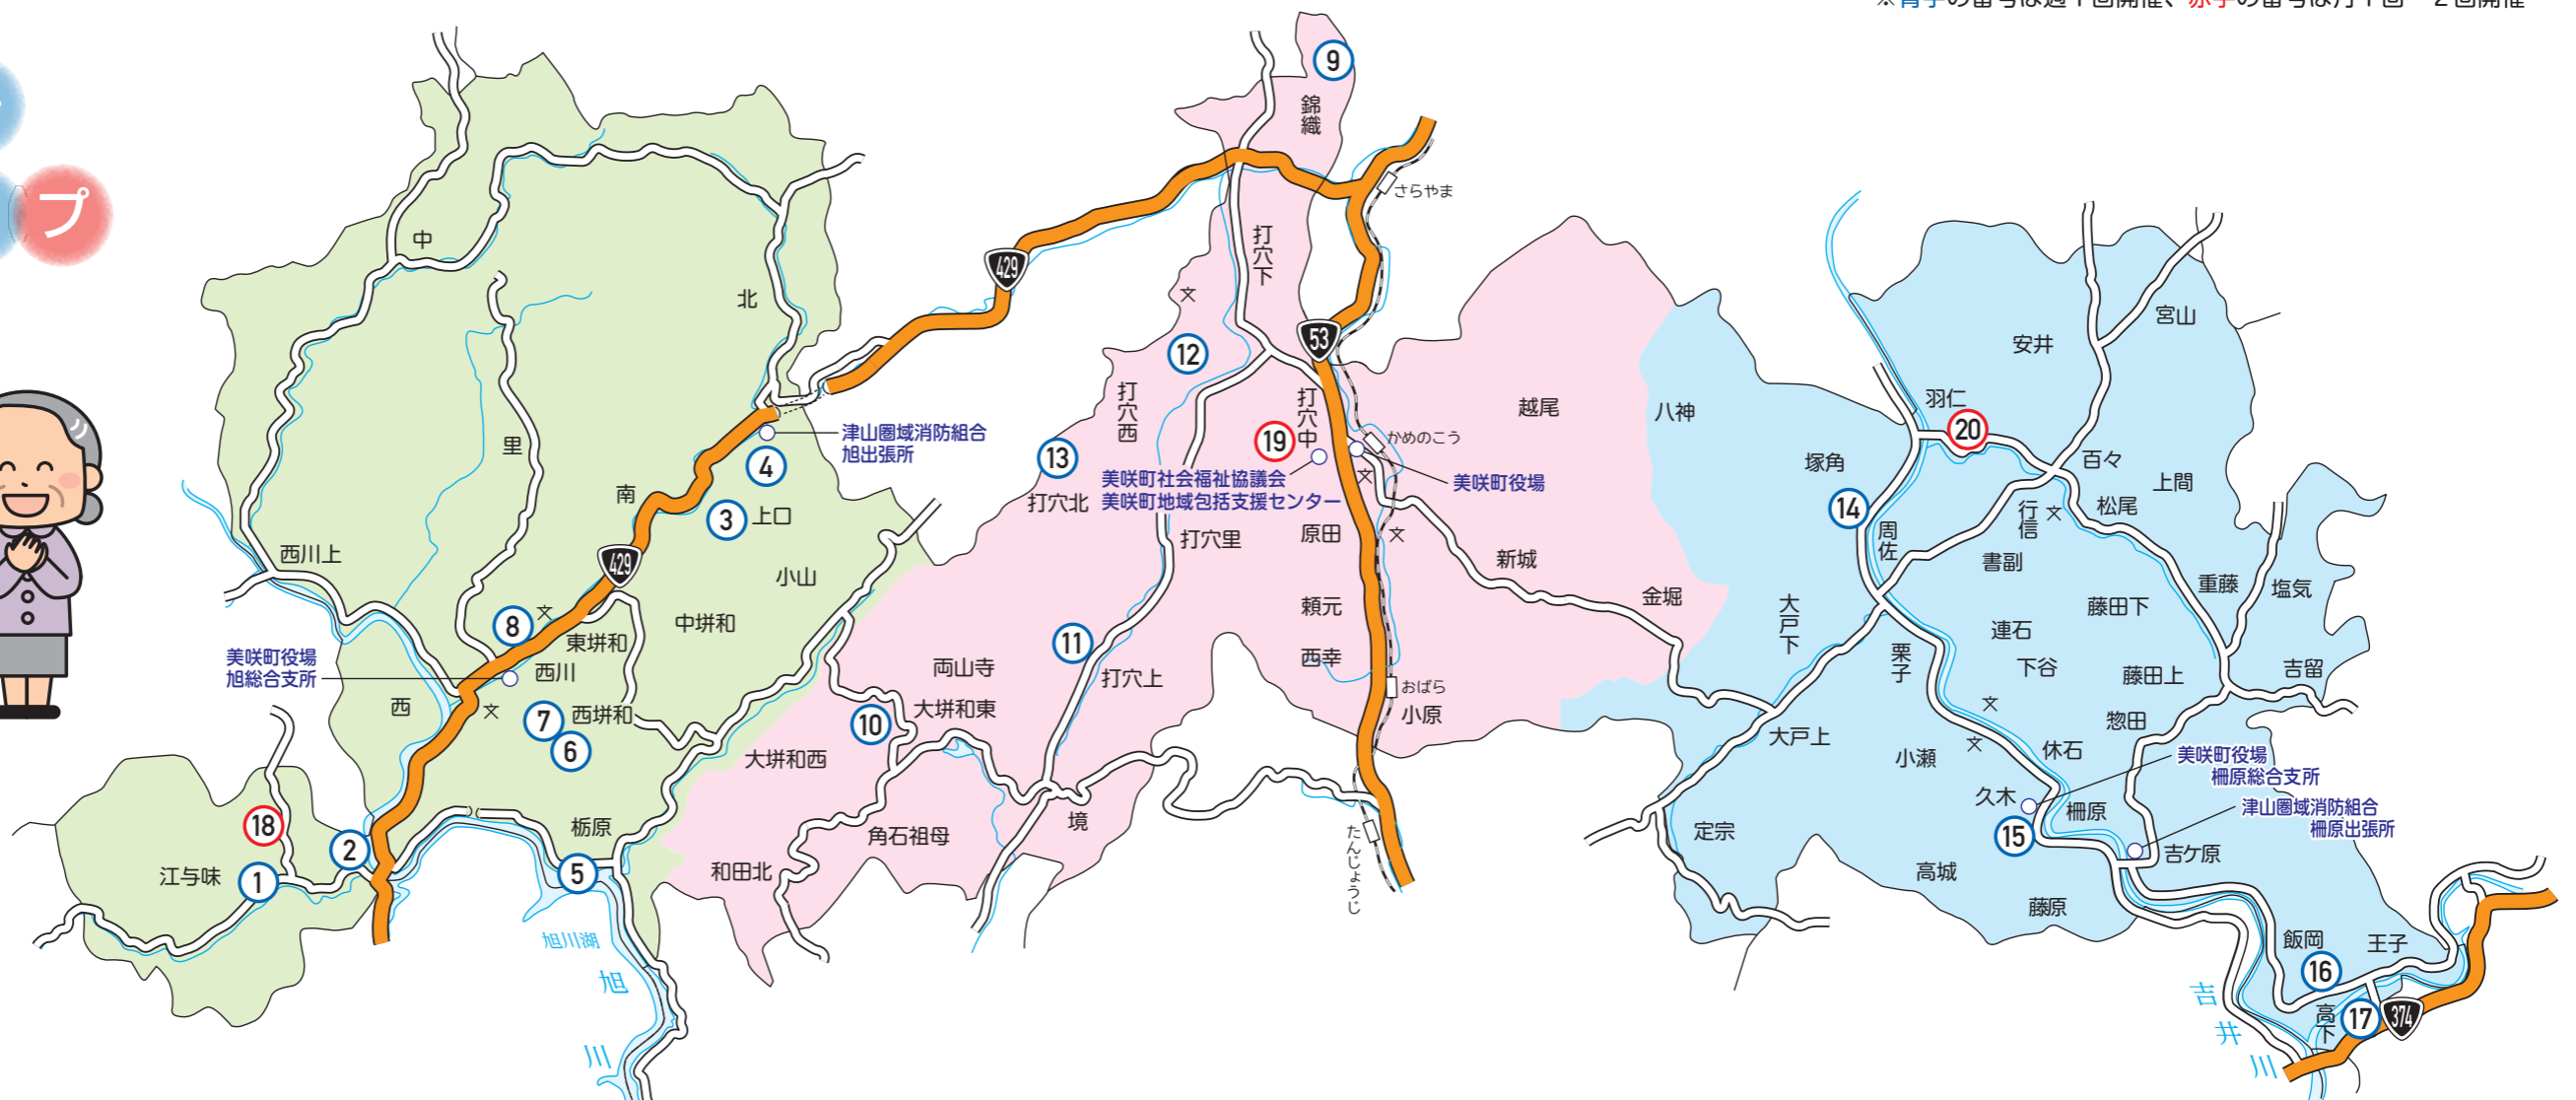 ※青字の番号は週1回開催、赤字の番号は月1回~2回開催
プ
9
錦織
さらやま
中
429
打穴下
北
53
宮山
安井
12
打穴西
越尾
八神
羽仁
20
打穴中
19
かめのこう
津山圏域消防組合
旭出張所
4
里
13
打穴北
美咲町社会福祉協議会
美咲町地域包括支援センター
美咲町役場
塚角
百々
上間
南
3
上口
14
周佐
行信
松尾
西川上
429
打穴里
原田
新城
書副
小山
金堀
重藤
塩気
8
東垪和
中垪和
頼元
大戸下
藤田下
連石
美咲町役場
旭総合支所
西川
両山寺
11
打穴上
西幸
栗子
下谷
藤田上
吉留
西
7
西垪和
6
10
大垪和東
おばら
小原
惣田
大垪和西
大戸上
小瀬
休石
美咲町役場
柵原総合支所
18
栃原
境
久木
柵原
津山圏域消防組合
柵原出張所
2
角石祖母
たんじょうじ
定宗
15
吉ケ原
江与味
1
5
和田北
高城
藤原
旭川湖
飯岡
王子
16
旭川
吉井川
高下
17
374